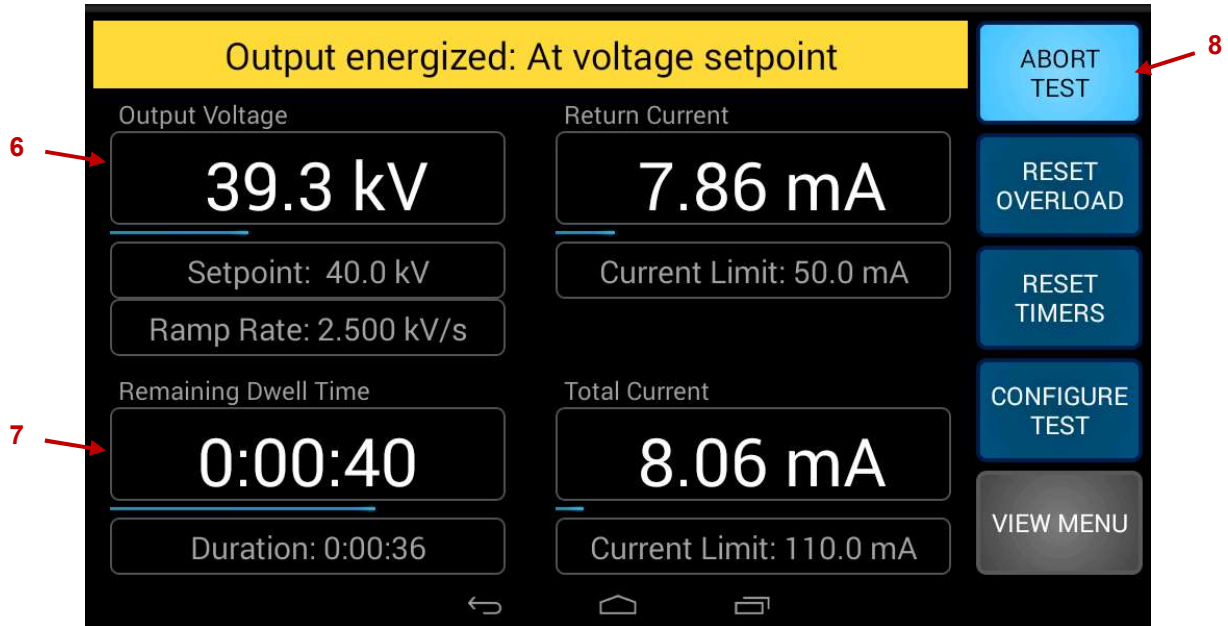 Output energized: At voltage setpoint
ABORT
TEST
8
Output Voltage
Return Current
6
39.3 kV
7.86 mA
RESET
OVERLOAD
Setpoint: 40.0 kV
Current Limit: 50.0 mA
Ramp Rate: 2.500 kV/s
RESET
TIMERS
Remaining Dwell Time
Total Current
CONFIGURE
TEST
7
0:00:40
8.06 mA
Duration: 0:00:36
Current Limit: 110.0 mA
VIEW MENU